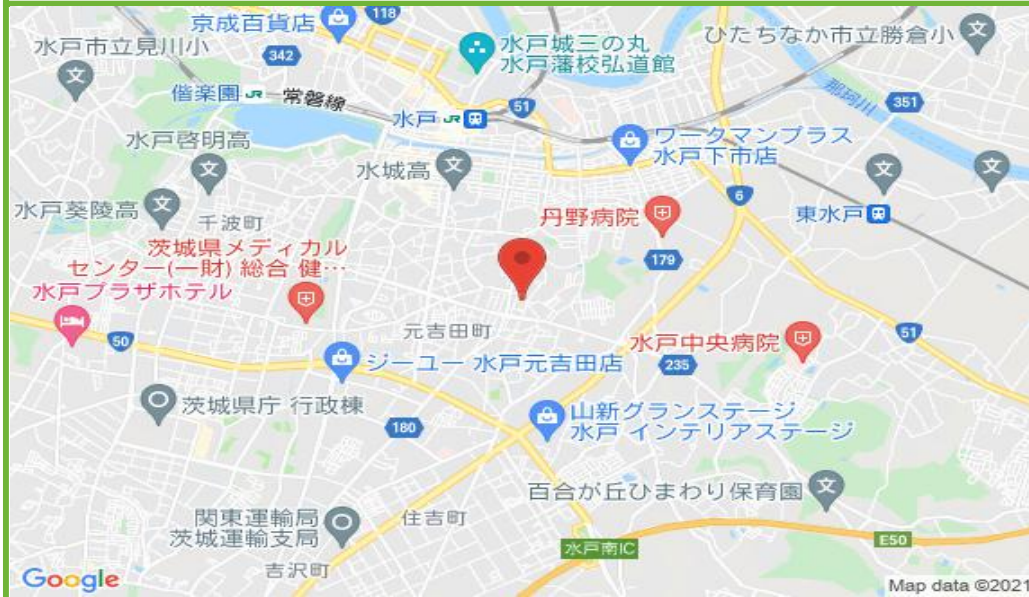 京成百貨店
118
水戸市立見川小
342
水戸城三の丸
水戸藩校弘道館
ひたちなか市立勝倉小
偕楽園 JR
常磐線
51
那珂川
351
水戸 JR
水戸啓明高
水城高
ワークマンプラス
水戸下市店
6
水戸葵陵高
千波町
丹野病院
東水戸
茨城県メディカル
センター(一財) 総合 健…
179
水戸プラザホテル
50
元吉田町
水戸中央病院
51
ジーユー 水戸元吉田店
235
茨城県庁 行政棟
180
山新グランステージ
水戸 インテリアステージ
百合が丘ひまわり保育園
関東運輸局
茨城運輸支局
住吉町
水戸南IC
E50
吉沢町
Google
Map data ©2021